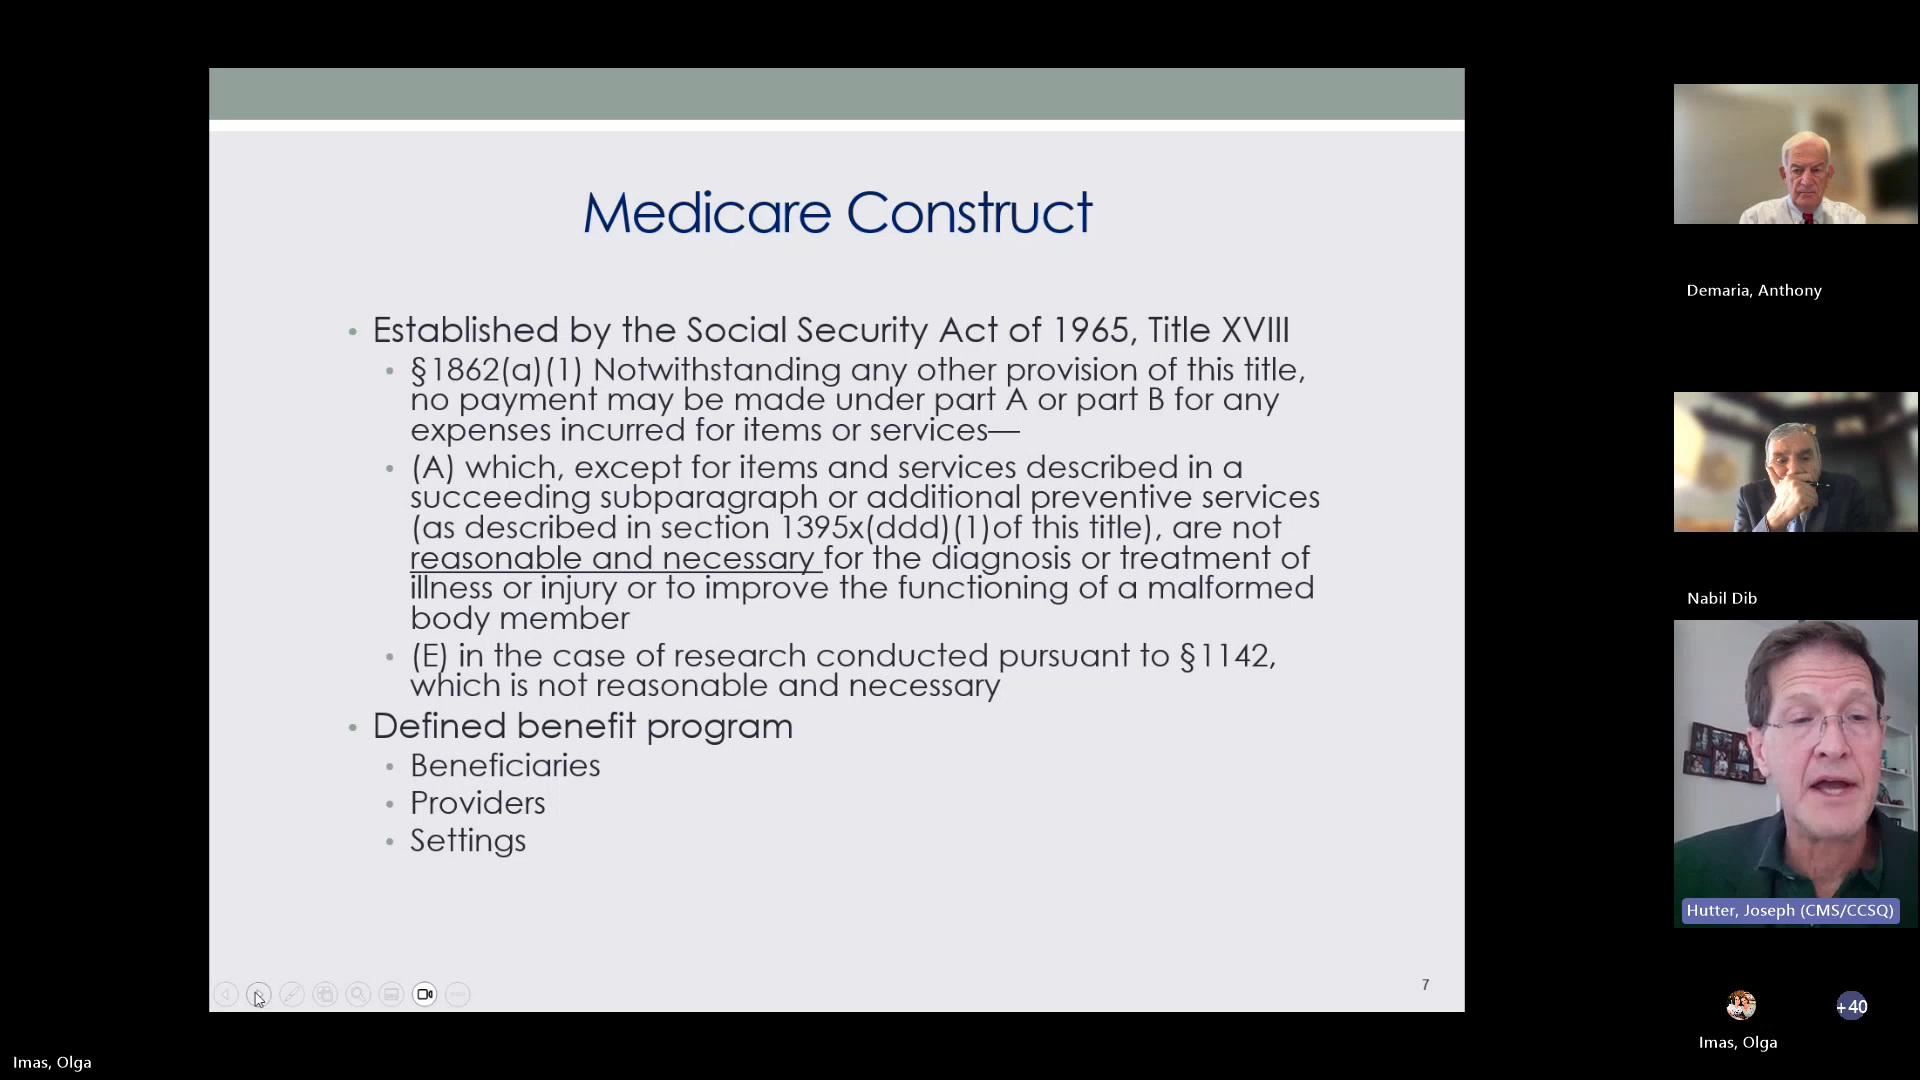 Medicare Construct
• Established by the Social Security Act of 1965, Title XVIII
• §1862(a)(1) Notwithstanding any other provision of this title,
no payment may be made under part A or part B for any
expenses incurred for items or services—
• (A) which, except for items and services described in a
succeeding subparagraph or additional preventive services
(as described in section 1395x(ddd)(1)of this title), are not
reasonable and necessary for the diagnosis or treatment of
illness or injury or to improve the functioning of a malformed
body member
• (E) in the case of research conducted pursuant to §1142,
which is not reasonable and necessary
• Defined benefit program
• Beneficiaries
• Providers
• Settings
7
Demaria, Anthony
Nabil Dib
Hutter, Joseph (CMS/CCSQ)
+40
Imas, Olga
Imas, Olga